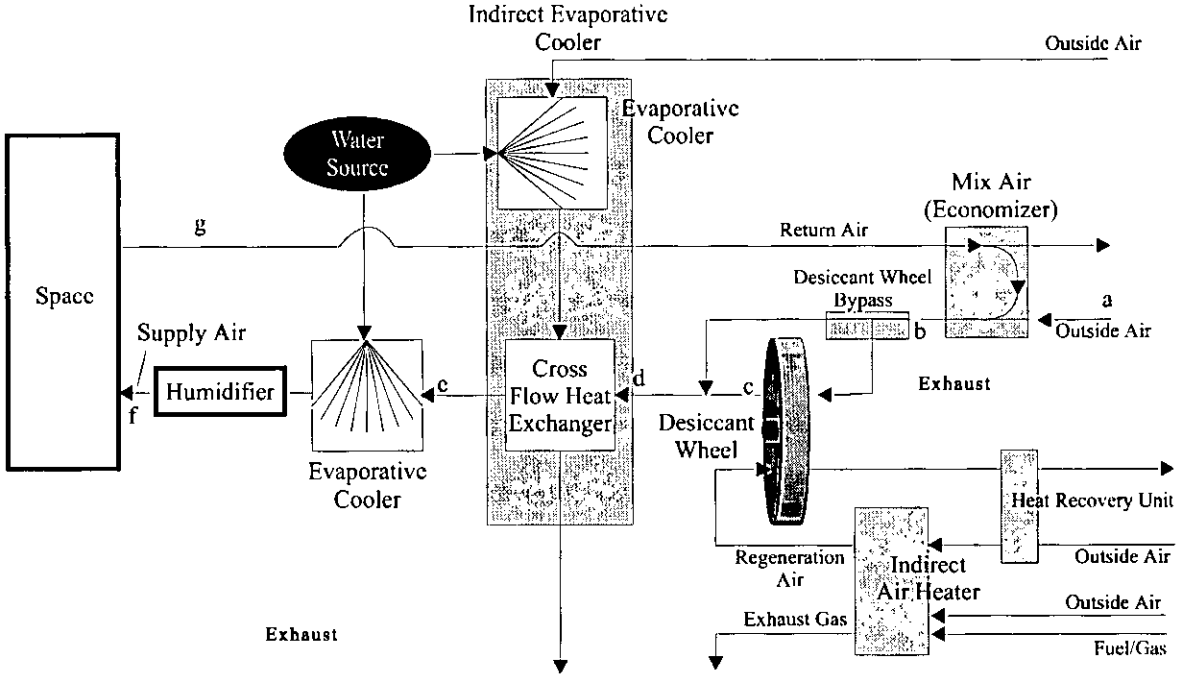 Indirect Evaporative
Cooler
Outside Air
Evaporative
Cooler
Water
Source
Mix Air
(Economizer)
g
Return Air
Desiccant Wheel
Bypass
a
Space
b
Outside Air
Supply Air
Cross
Flow Heat
Exchanger
d
c
Exhaust
Humidifier
e
f
Desiccant
Wheel
Evaporative
Cooler
Heat Recovery Unit
Regeneration
Air
Outside Air
Indirect
Air Heater
Outside Air
Exhaust Gas
Exhaust
Fuel/Gas